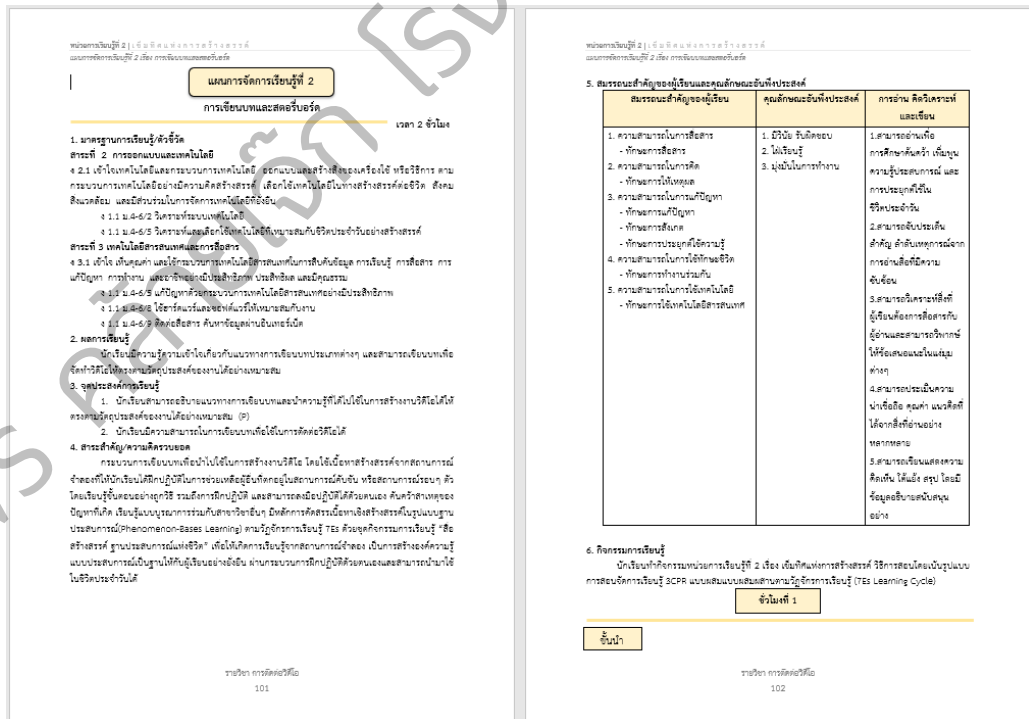 หน่วยการเรียนรู้ที่ 2 | เข็มทิศแห่งการสร้างสรรค์
แผนการจัดการเรียนรู้ที่ 2 เรื่อง การเขียนบทและสตอรี่บอร์ด
แผนการจัดการเรียนรู้ที่ 2
การเขียนบทและสตอรี่บอร์ด
เวลา 2 ชั่วโมง
1. มาตรฐานการเรียนรู้/ตัวชี้วัด
สาระที่ 2 การออกแบบและเทคโนโลยี
ง 2.1 เข้าใจเทคโนโลยีและกระบวนการเทคโนโลยี ออกแบบและสร้างสิ่งของเครื่องใช้ หรือวิธีการ ตาม
กระบวนการเทคโนโลยีอย่างมีความคิดสร้างสรรค์ เลือกใช้เทคโนโลยีในทางสร้างสรรค์ต่อชีวิต สังคม
สิ่งแวดล้อม และมีส่วนร่วมในการจัดการเทคโนโลยีที่ยั่งยืน
ง 1.1 ม.4-6/2 วิเคราะห์ระบบเทคโนโลยี
ง 1.1 ม.4-6/5 วิเคราะห์และเลือกใช้เทคโนโลยีที่เหมาะสมกับชีวิตประจำวันอย่างสร้างสรรค์
สาระที่ 3 เทคโนโลยีสารสนเทศและการสื่อสาร
ง 3.1 เข้าใจ เห็นคุณค่า และใช้กระบวนการเทคโนโลยีสารสนเทศในการสืบค้นข้อมูล การเรียนรู้ การสื่อสาร การ
แก้ปัญหา การทำงาน และอาชีพอย่างมีประสิทธิภาพ ประสิทธิผล และมีคุณธรรม
ง 1.1 ม.4-6/5 แก้ปัญหาด้วยกระบวนการเทคโนโลยีสารสนเทศอย่างมีประสิทธิภาพ
ง 1.1 ม.4-6/8 ใช้ฮาร์ดแวร์และซอฟต์แวร์ให้เหมาะสมกับงาน
ง 1.1 ม.4-6/9 ติดต่อสื่อสาร ค้นหาข้อมูลผ่านอินเทอร์เน็ต
2. ผลการเรียนรู้
นักเรียนมีความรู้ความเข้าใจเกี่ยวกับแนวทางการเขียนบทประเภทต่างๆ และสามารถเขียนบทเพื่อ
จัดทำวิดีโอให้ตรงตามวัตถุประสงค์ของงานได้อย่างเหมาะสม
3. จุดประสงค์การเรียนรู้
1. นักเรียนสามารถอธิบายแนวทางการเขียนบทและนำความรู้ที่ได้ไปใช้ในการสร้างงานวิดีโอได้ให้
ตรงตามวัตถุประสงค์ของงานได้อย่างเหมาะสม (P)
2. นักเรียนมีความสามารถในการเขียนบทเพื่อใช้ในการตัดต่อวิดีโอได้
4. สาระสำคัญ/ความคิดรวบยอด
กระบวนการเขียนบทเพื่อนำไปใช้ในการสร้างงานวิดีโอ โดยใช้เนื้อหาสร้างสรรค์จากสถานการณ์
จำลองที่ให้นักเรียนได้ฝึกปฏิบัติในการช่วยเหลือผู้อื่นที่ตกอยู่ในสถานการณ์คับขัน หรือสถานการณ์รอบๆ ตัว
โดยเรียนรู้ขั้นตอนอย่างถูกวิธี รวมถึงการฝึกปฏิบัติ และสามารถลงมือปฏิบัติได้ด้วยตนเอง ค้นคว้าสาเหตุของ
ปัญหาที่เกิด เรียนรู้แบบบูรณาการร่วมกับสาขาวิชาอื่นๆ มีหลักการคัดสรรเนื้อหาเชิงสร้างสรรค์ในรูปแบบฐาน
ประสบการณ์(Phenomenon-Bases Learning) ตามวัฏจักรการเรียนรู้ 7Es ด้วยชุดกิจกรรมการเรียนรู้ "สื่อ
สร้างสรรค์ ฐานประสบการณ์แห่งชีวิต" เพื่อให้เกิดการเรียนรู้จากสถานการณ์จำลอง เป็นการสร้างองค์ความรู้
แบบประสบการณ์เป็นฐานให้กับผู้เรียนอย่างยั่งยืน ผ่านกระบวนการฝึกปฏิบัติด้วยตนเองและสามารถนำมาใช้
ในชีวิตประจำวันได้
รายวิชา การตัดต่อวิดีโอ
101
หน่วยการเรียนรู้ที่ 2 | เข็มทิศแห่งการสร้างสรรค์
แผนการจัดการเรียนรู้ที่ 2 เรื่อง การเขียนบทและสตอรี่บอร์ด
5. สมรรถนะสำคัญของผู้เรียนและคุณลักษณะอันพึงประสงค์
สมรรถนะสำคัญของผู้เรียน
1. ความสามารถในการสื่อสาร
- ทักษะการสื่อสาร
2. ความสามารถในการคิด
- ทักษะการให้เหตุผล
3. ความสามารถในการแก้ปัญหา
- ทักษะการแก้ปัญหา
- ทักษะการสังเกต
- ทักษะการประยุกต์ใช้ความรู้
4. ความสามารถในการใช้ทักษะชีวิต
- ทักษะการทำงานร่วมกัน
5. ความสามารถในการใช้เทคโนโลยี
- ทักษะการใช้เทคโนโลยีสารสนเทศ
คุณลักษณะอันพึงประสงค์
1. มีวินัย รับผิดชอบ
2. ใฝ่เรียนรู้
3. มุ่งมั่นในการทำงาน
การอ่าน คิดวิเคราะห์
และเขียน
1.สามารถอ่านเพื่อ
การศึกษาค้นคว้า เพิ่มพูน
ความรู้ประสบการณ์ และ
การประยุกต์ใช้ใน
ชีวิตประจำวัน
2.สามารถจับประเด็น
สำคัญ ลำดับเหตุการณ์จาก
การอ่านสื่อที่มีความ
ซับซ้อน
3.สามารถวิเคราะห์สิ่งที่
ผู้เขียนต้องการสื่อสารกับ
ผู้อ่านและสามารถวิพากษ์
ให้ข้อเสนอแนะในแง่มุม
ต่างๆ
4.สามารถประเมินความ
น่าเชื่อถือ คุณค่า แนวคิดที่
ได้จากสิ่งที่อ่านอย่าง
หลากหลาย
5.สามารถเขียนแสดงความ
คิดเห็น โต้แย้ง สรุป โดยมี
ข้อมูลอธิบายสนับสนุน
อย่าง
6. กิจกรรมการเรียนรู้
นักเรียนทำกิจกรรมหน่วยการเรียนรู้ที่ 2 เรื่อง เข็มทิศแห่งการสร้างสรรค์ วิธีการสอนโดยเน้นรูปแบบ
การสอนจัดการเรียนรู้ 3CPR แบบผสมแบบผสมผสานตามวัฏจักรการเรียนรู้ (7Es Learning Cycle)
ชั่วโมงที่ 1
ขั้นนำ
รายวิชา การตัดต่อวิดีโอ
102